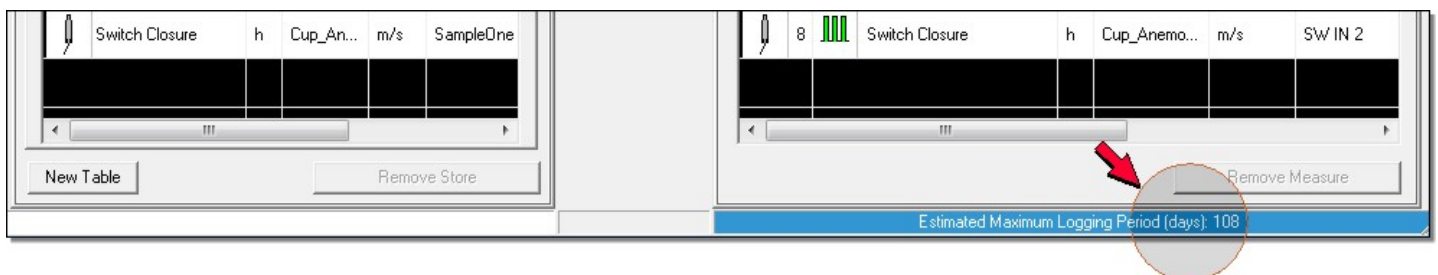 Switch Closure h Cup_An... m/s SampleOne
8 Switch Closure h Cup_Anemo... m/s SW IN 2
New Table Remove Store
Remove Measure
Estimated Maximum Logging Period (days): 108